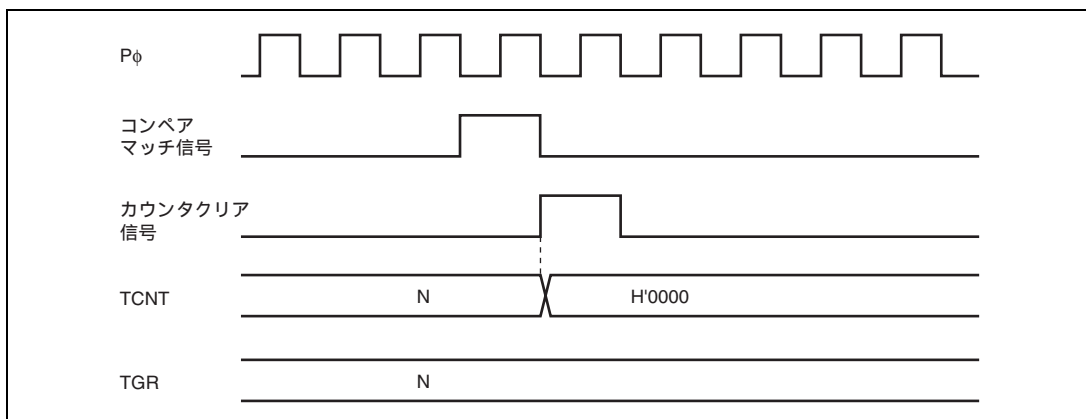 Pφ
コンペア
マッチ信号
カウンタクリア
信号
TCNT
N
H'0000
TGR
N